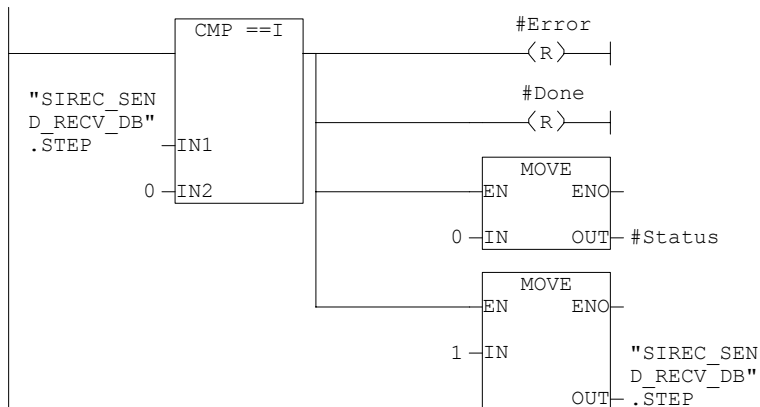 CMP ==I
#Error
(R)
"SIREC_SEN
D_RECV_DB"
.STEP
IN1
0
IN2
#Done
(R)
MOVE
EN ENO
0
IN OUT
#Status
MOVE
EN ENO
1
IN
"SIREC_SEN
D_RECV_DB"
OUT
.STEP